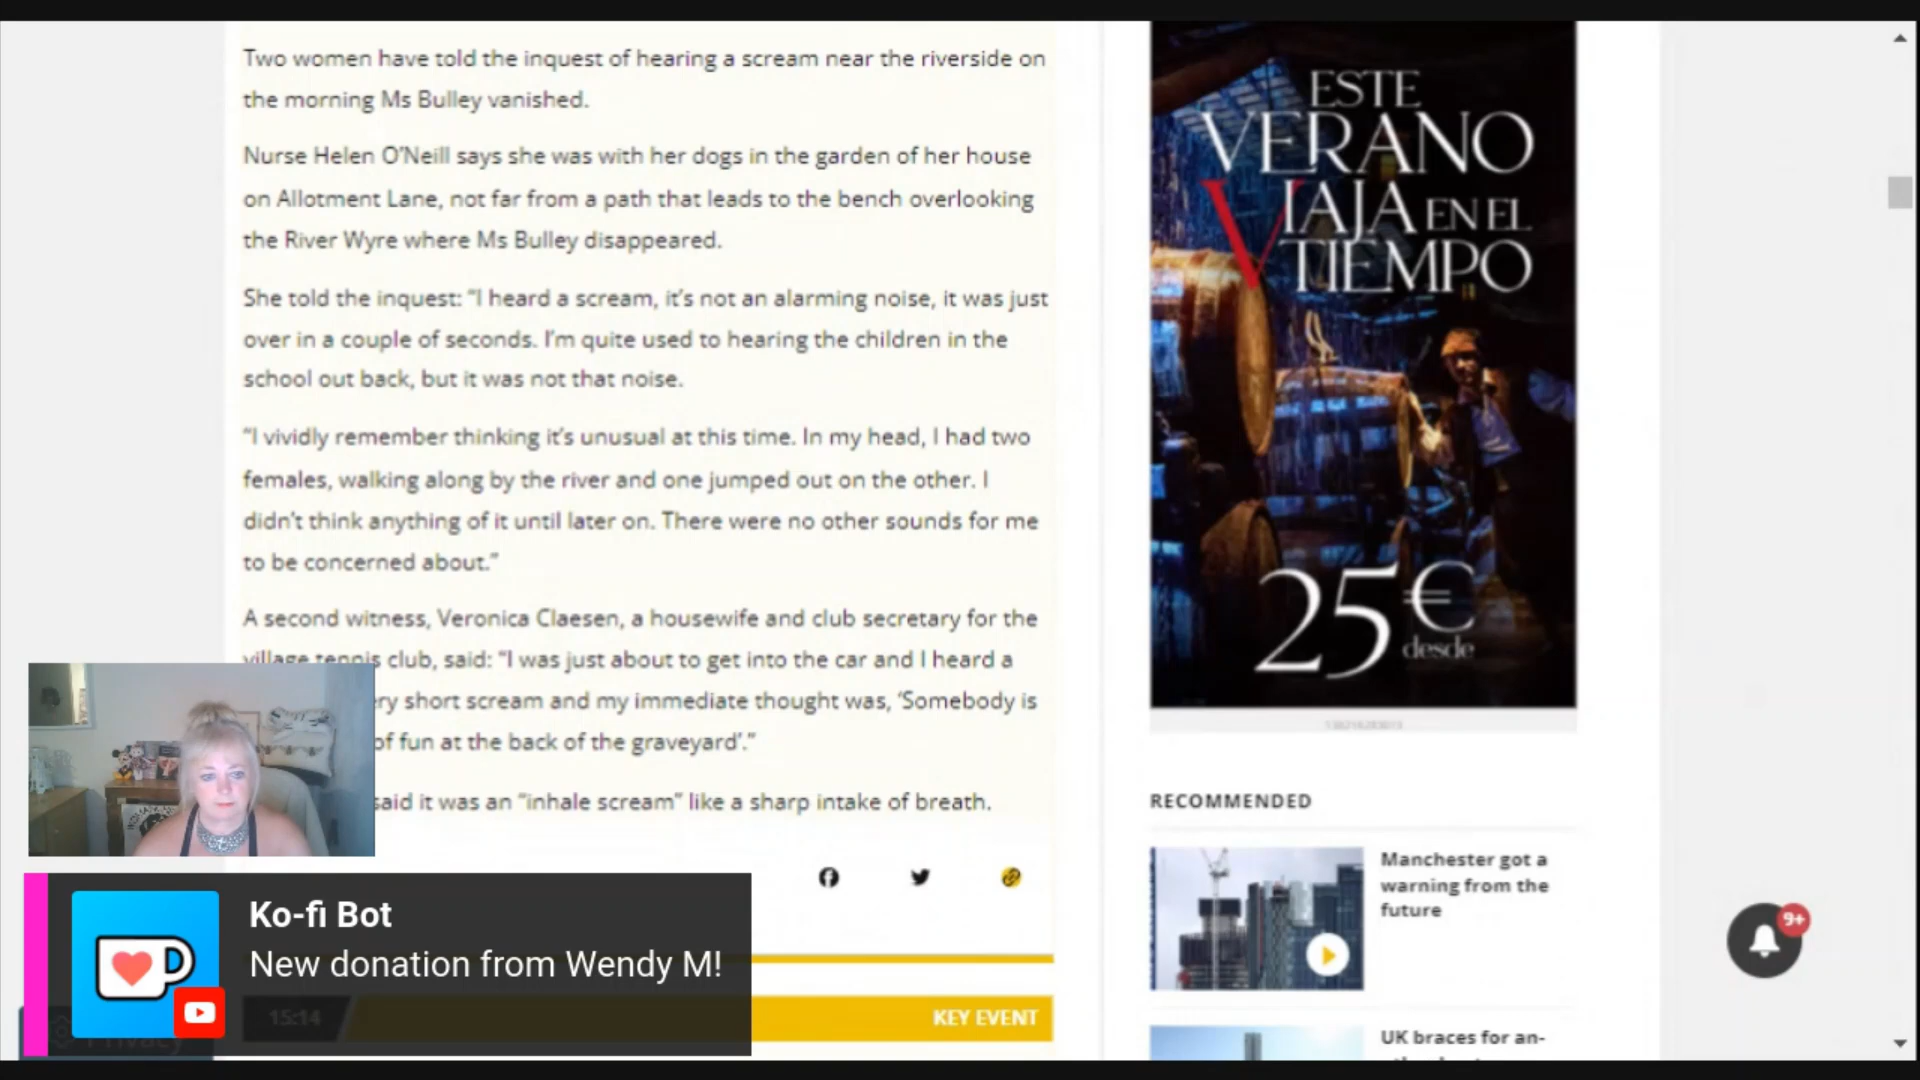 Two women have told the inquest of hearing a scream near the riverside on
the morning Ms Bulley vanished.
Nurse Helen O'Neill says she was with her dogs in the garden of her house
on Allotment Lane, not far from a path that leads to the bench overlooking
the River Wyre where Ms Bulley disappeared.
She told the inquest: “I heard a scream, it’s not an alarming noise, it was just
over in a couple of seconds. I’m quite used to hearing the children in the
school out back, but it was not that noise.
“I vividly remember thinking it’s unusual at this time. In my head, I had two
females, walking along by the river and one jumped out on the other. I
didn’t think anything of it until later on. There were no other sounds for me
to be concerned about.”
A second witness, Veronica Claesen, a housewife and club secretary for the
village tennis club, said: “I was just about to get into the car and I heard a
ry short scream and my immediate thought was, ‘Somebody is
of fun at the back of the graveyard’.”
said it was an “inhale scream” like a sharp intake of breath.
Ko-fi Bot
New donation from Wendy M!
15:14
KEY EVENT
Privacy
ESTE
VERANO
VIAJA EN EL
TIEMPO
25€
desde
RECOMMENDED
Manchester got a
warning from the
future
UK braces for an-
9+